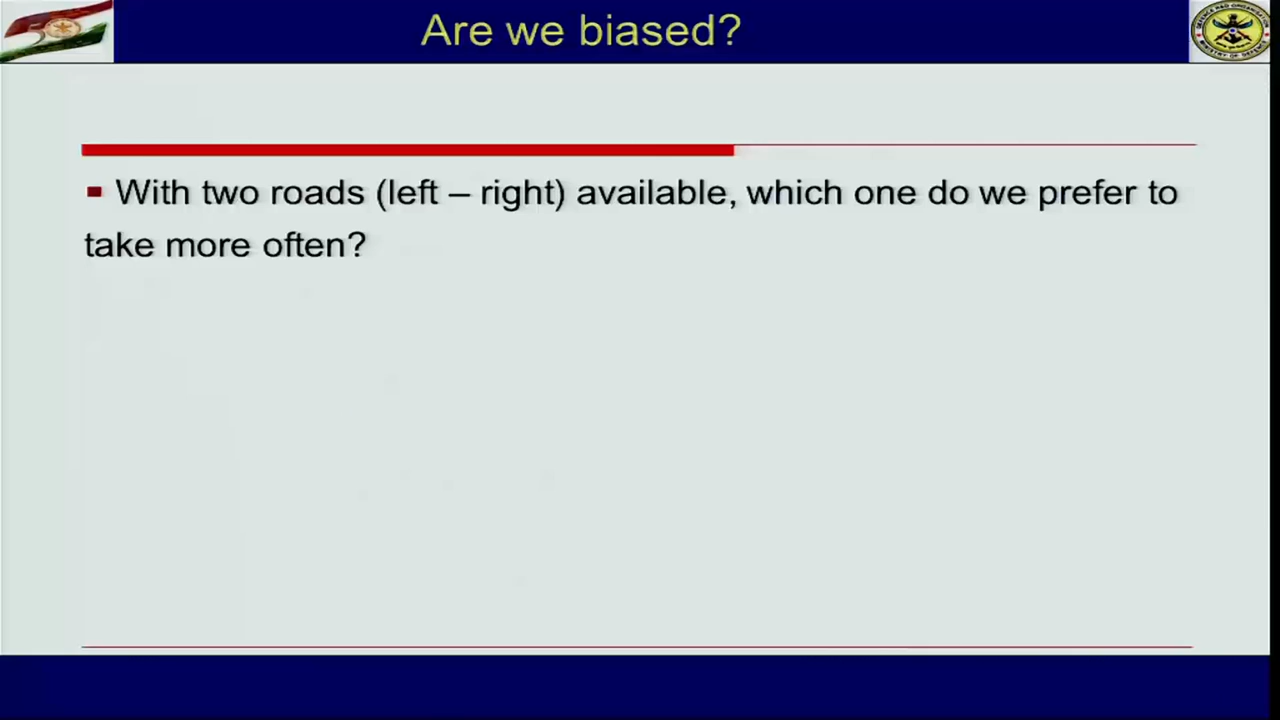 Are we biased?
▪ With two roads (left – right) available, which one do we prefer to
take more often?